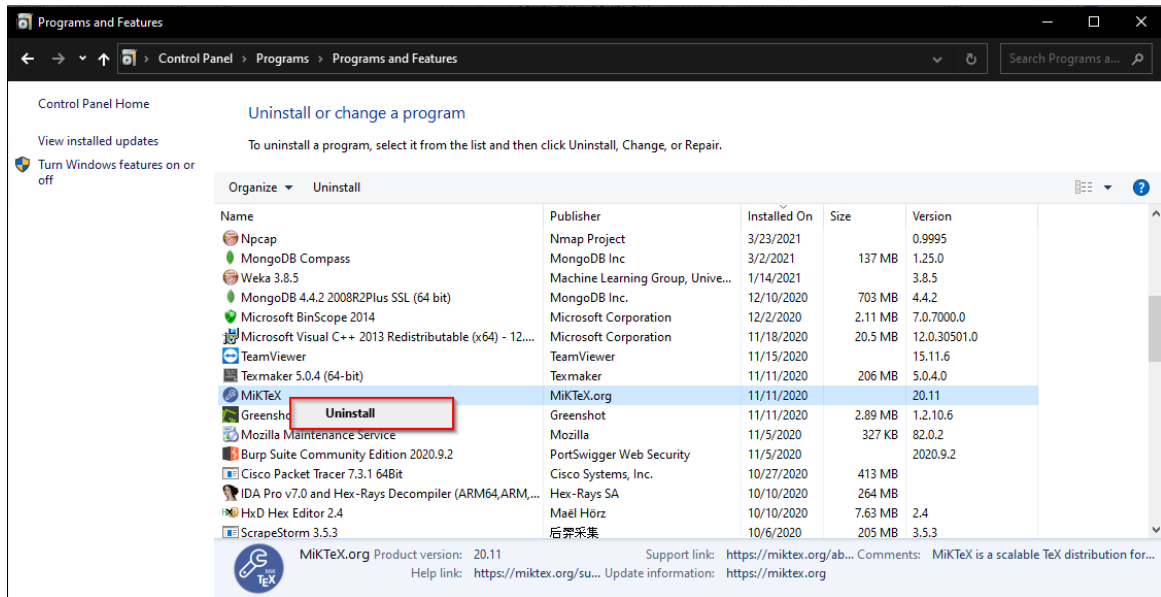 Programs and Features
Control Panel > Programs > Programs and Features
Search Programs a...
Control Panel Home
View installed updates
Turn Windows features on or
off
Uninstall or change a program
To uninstall a program, select it from the list and then click Uninstall, Change, or Repair.
Organize Uninstall
Name Publisher Installed On Size Version
Npcap Nmap Project 3/23/2021 0.9995
MongoDB Compass MongoDB Inc 3/2/2021 137 MB 1.25.0
Weka 3.8.5 Machine Learning Group, Unive... 1/14/2021 3.8.5
MongoDB 4.4.2 2008R2Plus SSL (64 bit) MongoDB Inc. 12/10/2020 703 MB 4.4.2
Microsoft BinScope 2014 Microsoft Corporation 12/2/2020 2.11 MB 7.0.7000.0
Microsoft Visual C++ 2013 Redistributable (x64) - 12.... Microsoft Corporation 11/18/2020 20.5 MB 12.0.30501.0
TeamViewer TeamViewer 11/15/2020 15.11.6
Texmaker 5.0.4 (64-bit) Texmaker 11/11/2020 206 MB 5.0.4.0
MiKTeX MiKTeX.org 11/11/2020 20.11
Greensho Uninstall Greenshot 11/11/2020 2.89 MB 1.2.10.6
Mozilla Maintenance Service Mozilla 11/5/2020 327 KB 82.0.2
Burp Suite Community Edition 2020.9.2 PortSwigger Web Security 11/5/2020 2020.9.2
Cisco Packet Tracer 7.3.1 64Bit Cisco Systems, Inc. 10/27/2020 413 MB
IDA Pro v7.0 and Hex-Rays Decompiler (ARM64,ARM,... Hex-Rays SA 10/10/2020 264 MB
HxD Hex Editor 2.4 Maël Hörz 10/10/2020 7.63 MB 2.4
ScrapeStorm 3.5.3 后羿采集 10/6/2020 205 MB 3.5.3
MiKTeX.org Product version: 20.11 Support link: https://miktex.org/ab... Comments: MiKTeX is a scalable TeX distribution for...
Help link: https://miktex.org/su... Update information: https://miktex.org
MiK
TEX